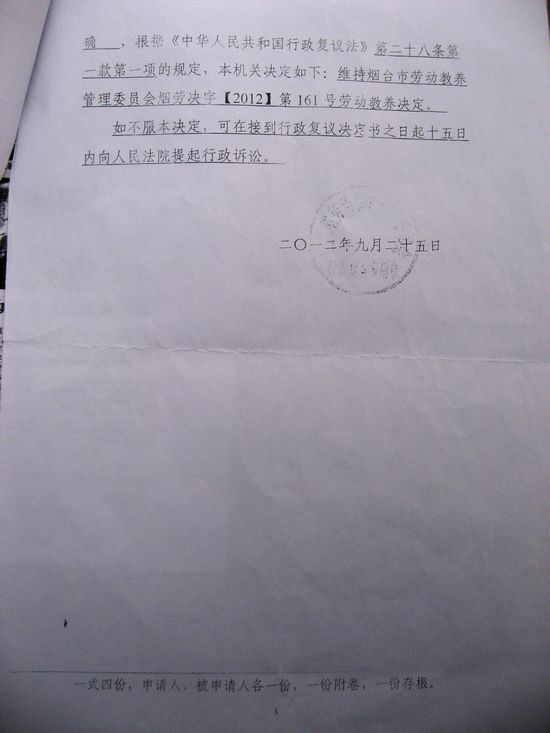 确　　，根据《中华人民共和国行政复议法》第二十八条第
一款第一项的规定，本机关决定如下：维持烟台市劳动教养
管理委员会烟劳决字【2012】第 161 号劳动教养决定。
如不服本决定，可在接到行政复议决定书之日起十五日
内向人民法院提起行政诉讼。
二〇一二年九月二十五日
一式四份，申请人、被申请人各一份，一份附卷，一份存根。
3